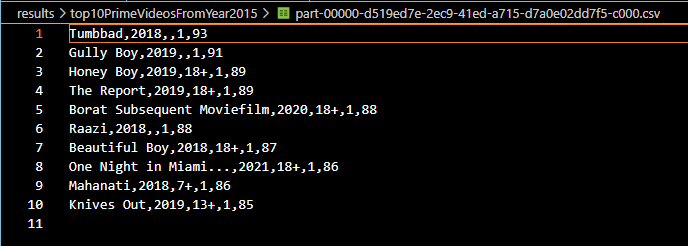 results > top10PrimeVideosFromYear2015 > part-00000-d519ed7e-2ec9-41ed-a715-d7a0e02dd7f5-c000.csv
1 Tumbbad,2018,,1,93
2 Gully Boy,2019,,1,91
3 Honey Boy,2019,18+,1,89
4 The Report,2019,18+,1,89
5 Borat Subsequent Moviefilm,2020,18+,1,88
6 Raazi,2018,,1,88
7 Beautiful Boy,2018,18+,1,87
8 One Night in Miami...,2021,18+,1,86
9 Mahanati,2018,7+,1,86
10 Knives Out,2019,13+,1,85
11